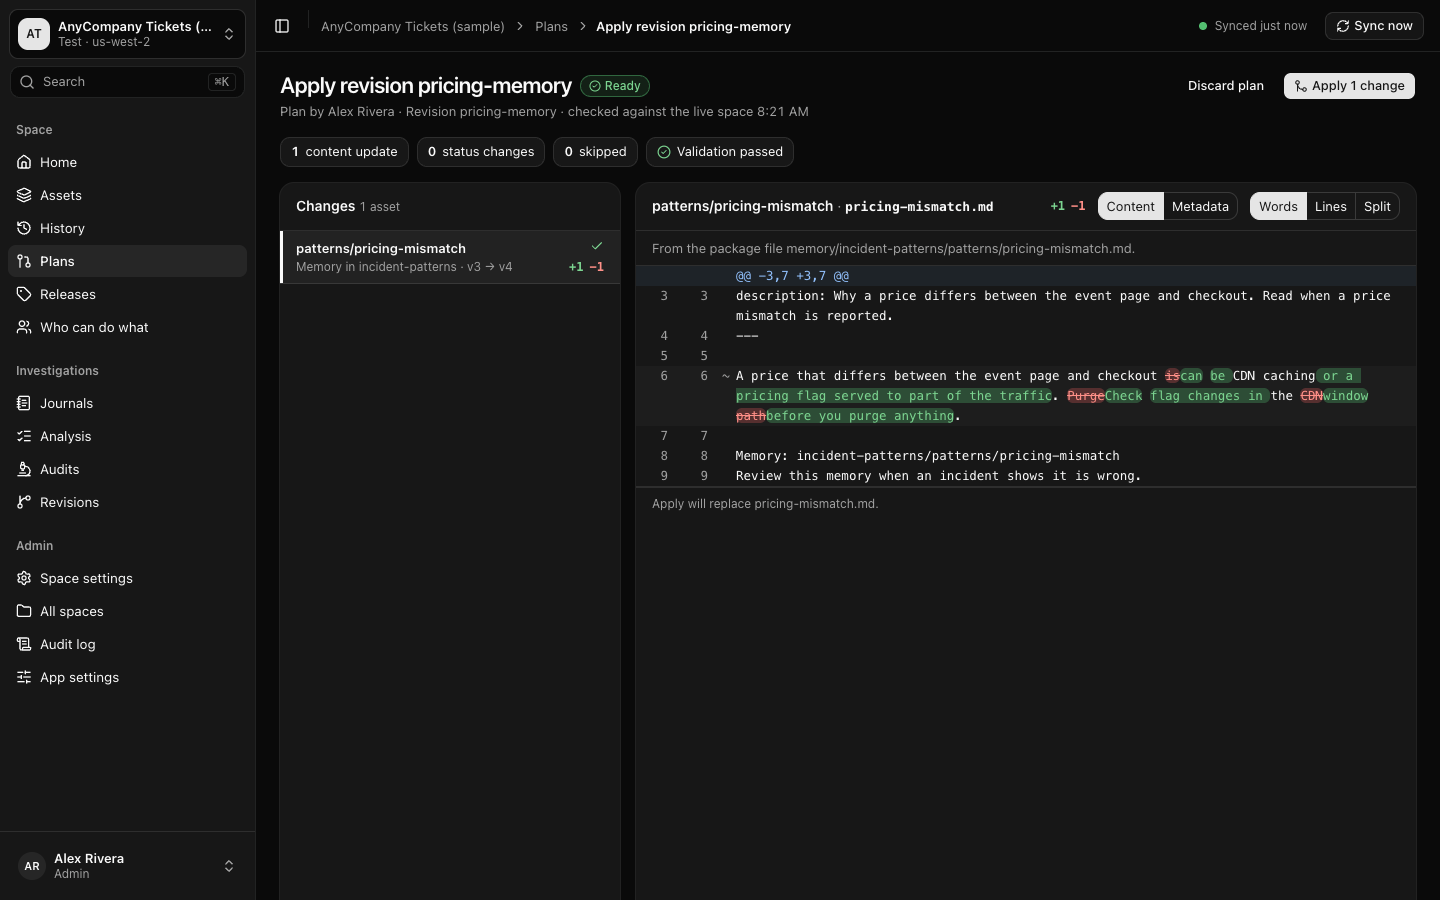 AT
AnyCompany Tickets (...
Test · us-west-2
Search
⌘K
Space
Home
Assets
History
Plans
Releases
Who can do what
Investigations
Journals
Analysis
Audits
Revisions
Admin
Space settings
All spaces
Audit log
App settings
AR
Alex Rivera
Admin
AnyCompany Tickets (sample) > Plans > Apply revision pricing-memory
Synced just now
Sync now
Apply revision pricing-memory
Ready
Discard plan
Apply 1 change
Plan by Alex Rivera · Revision pricing-memory · checked against the live space 8:21 AM
1 content update
0 status changes
0 skipped
Validation passed
Changes 1 asset
patterns/pricing-mismatch
Memory in incident-patterns · v3 → v4
+1 −1
patterns/pricing-mismatch · pricing-mismatch.md
+1 −1
Content
Metadata
Words
Lines
Split
From the package file memory/incident-patterns/patterns/pricing-mismatch.md.
@@ -3,7 +3,7 @@
3 3 description: Why a price differs between the event page and checkout. Read when a price
mismatch is reported.
4 4 ---
5 5
6 6 ~ A price that differs between the event page and checkout iscan be CDN caching or a
pricing flag served to part of the traffic. PurgeCheck flag changes in the CDNwindow
pathbefore you purge anything.
7 7
8 8 Memory: incident-patterns/patterns/pricing-mismatch
9 9 Review this memory when an incident shows it is wrong.
Apply will replace pricing-mismatch.md.